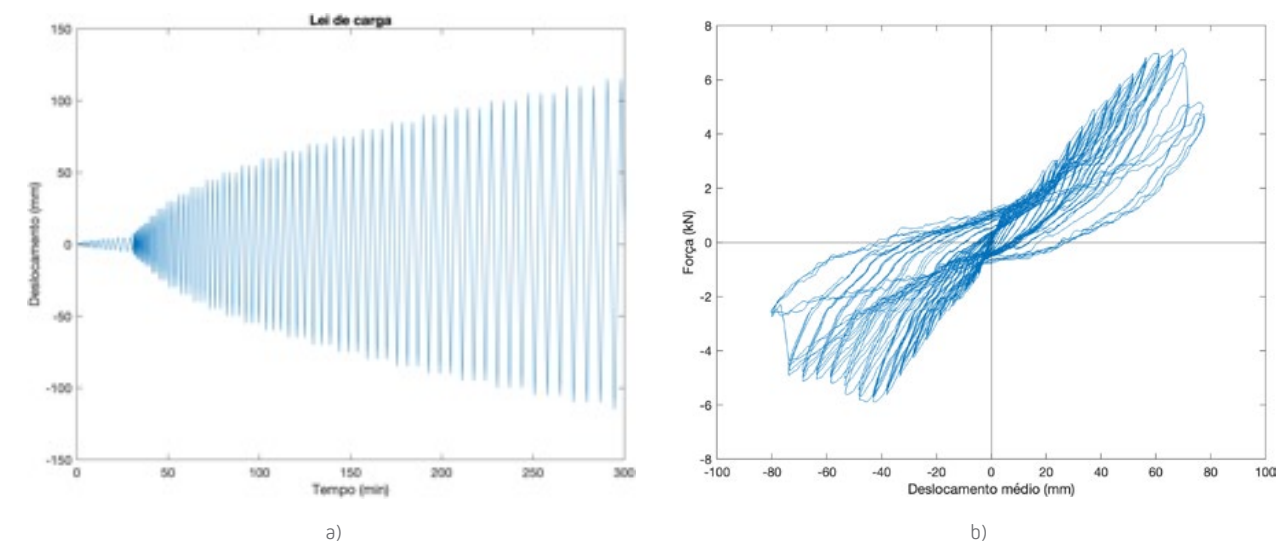 Lei de carga
150
100
50
0
-50
-100
-150
Deslocamento (mm)
0 50 100 150 200 250 300
Tempo (min)
a)
8
6
4
2
0
-2
-4
-6
-8
Força (kN)
-100 -80 -60 -40 -20 0 20 40 60 80 100
Deslocamento médio (mm)
b)